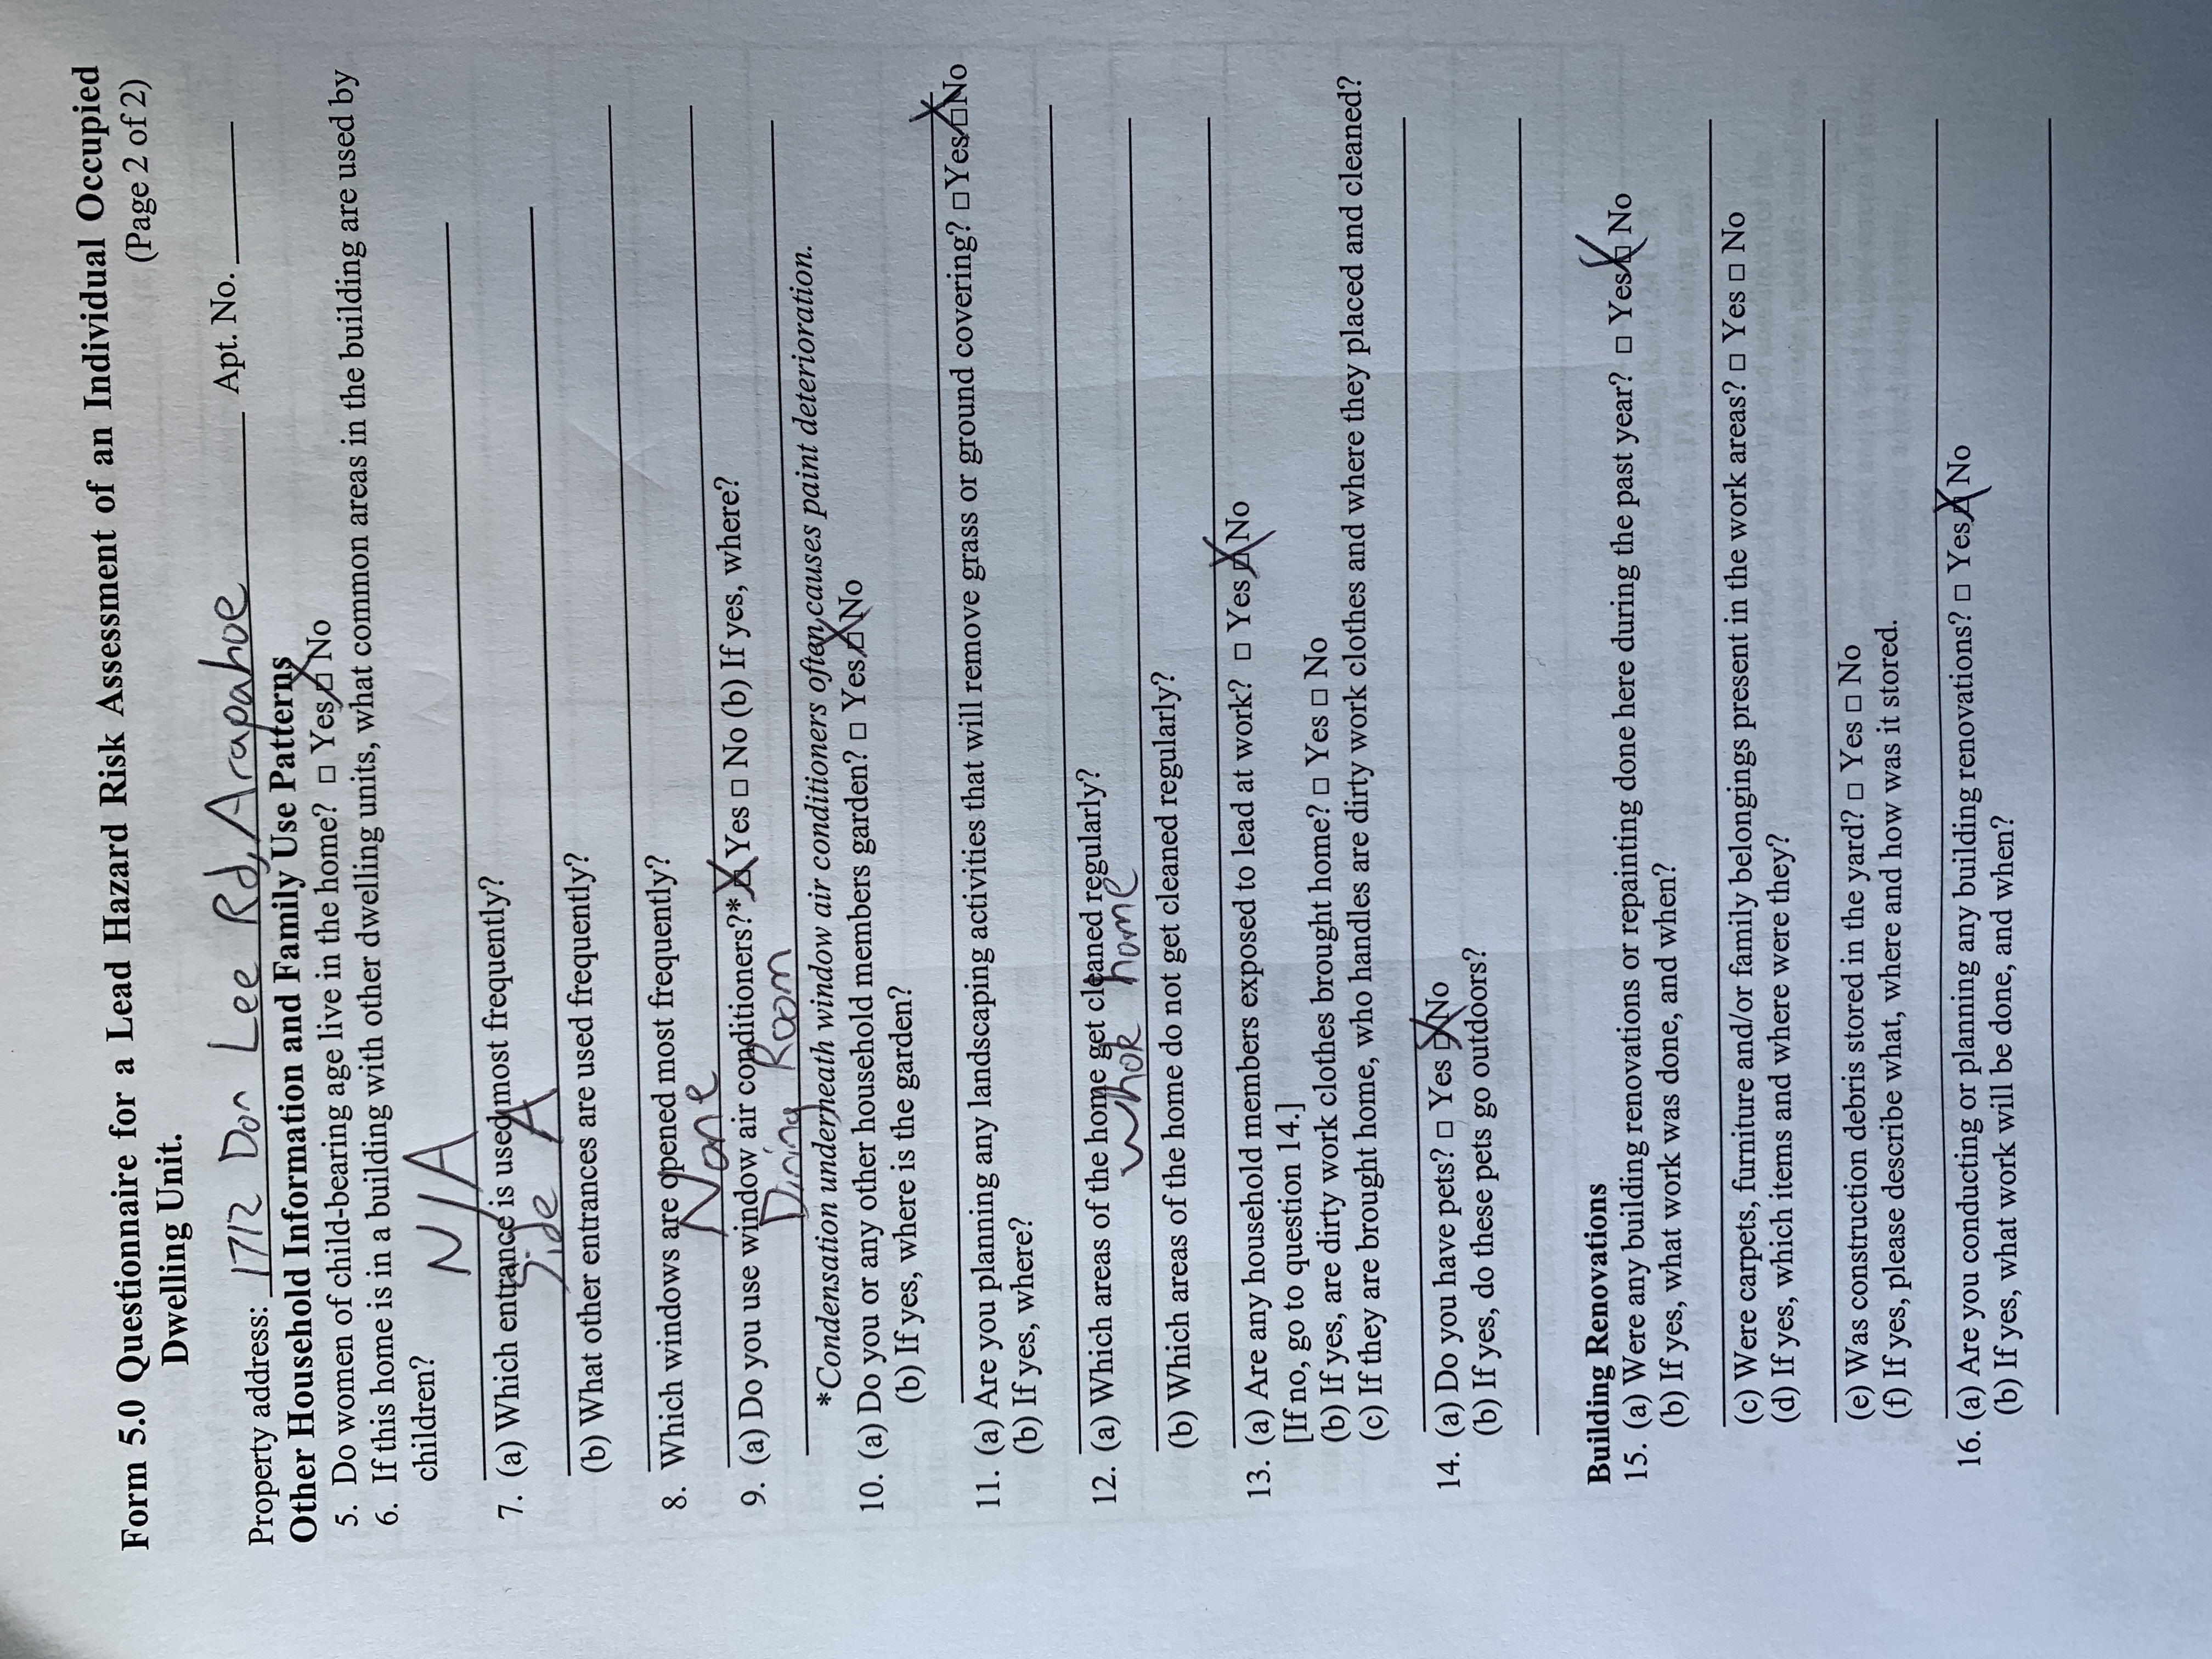 Form 5.0 Questionnaire for a Lead Hazard Risk Assessment of an Individual Occupied
Dwelling Unit. (Page 2 of 2)
Property address: 1712 Don Lee Rd, Arapahoe Apt. No. ____
Other Household Information and Family Use Patterns
5. Do women of child-bearing age live in the home? □ Yes ☒ No
6. If this home is in a building with other dwelling units, what common areas in the building are used by
children?
N/A
7. (a) Which entrance is used most frequently?
Side A
(b) What other entrances are used frequently?
8. Which windows are opened most frequently?
None
9. (a) Do you use window air conditioners?* ☒ Yes □ No (b) If yes, where?
Dining Room
*Condensation underneath window air conditioners often causes paint deterioration.
10. (a) Do you or any other household members garden? □ Yes ☒ No
(b) If yes, where is the garden?
11. (a) Are you planning any landscaping activities that will remove grass or ground covering? □ Yes ☒ No
(b) If yes, where?
12. (a) Which areas of the home get cleaned regularly?
whole home
(b) Which areas of the home do not get cleaned regularly?
13. (a) Are any household members exposed to lead at work? □ Yes ☒ No
[If no, go to question 14.]
(b) If yes, are dirty work clothes brought home? □ Yes □ No
(c) If they are brought home, who handles are dirty work clothes and where they placed and cleaned?
14. (a) Do you have pets? □ Yes ☒ No
(b) If yes, do these pets go outdoors?
Building Renovations
15. (a) Were any building renovations or repainting done here during the past year? □ Yes ☒ No
(b) If yes, what work was done, and when?
(c) Were carpets, furniture and/or family belongings present in the work areas? □ Yes □ No
(d) If yes, which items and where were they?
(e) Was construction debris stored in the yard? □ Yes □ No
(f) If yes, please describe what, where and how was it stored.
16. (a) Are you conducting or planning any building renovations? □ Yes ☒ No
(b) If yes, what work will be done, and when?